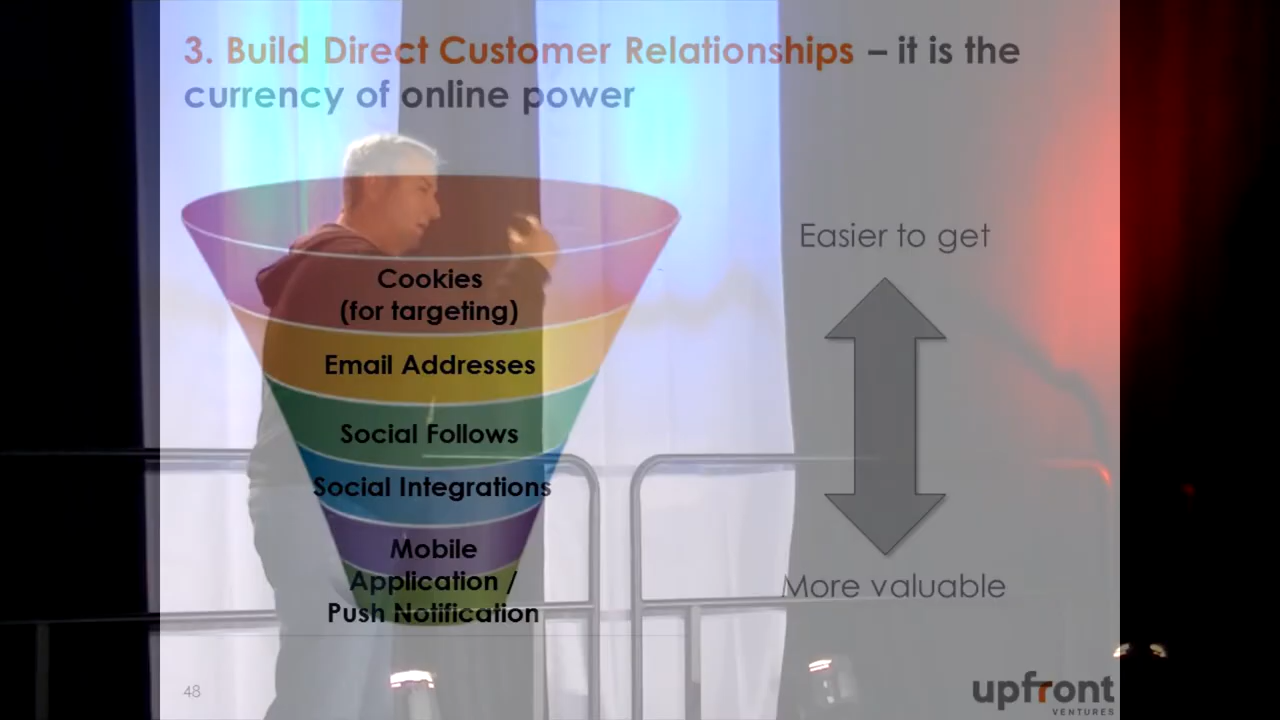 3. Build Direct Customer Relationships – it is the
currency of online power
Cookies
(for targeting)
Email Addresses
Social Follows
Social Integrations
Mobile
Application /
Push Notification
Easier to get
More valuable
48
upfront
VENTURES